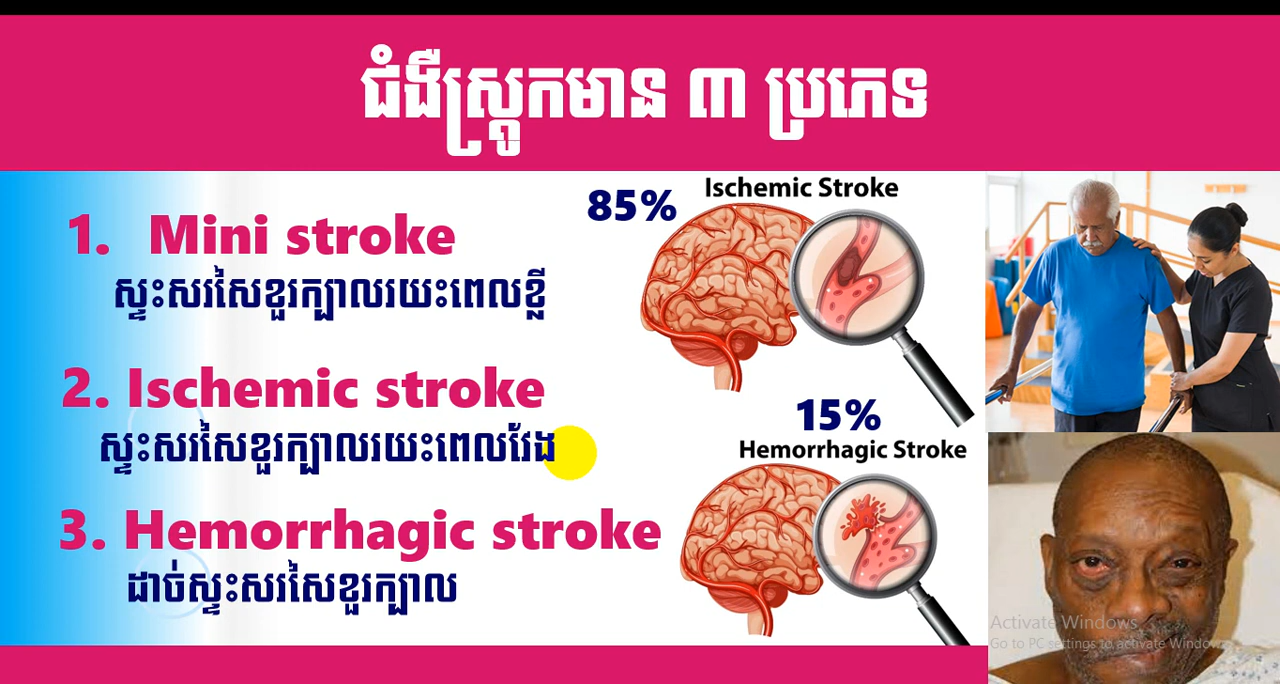 ជំងឺស្ត្រូកមាន ៣ ប្រភេទ
1. Mini stroke
ស្ទះសរសៃខួរក្បាលរយះពេលខ្លី
2. Ischemic stroke
ស្ទះសរសៃខួរក្បាលរយះពេលវែង
3. Hemorrhagic stroke
ដាច់ស្ទះសរសៃខួរក្បាល
85%
Ischemic Stroke
15%
Hemorrhagic Stroke
Activate Windows
Go to PC settings to activate Windows